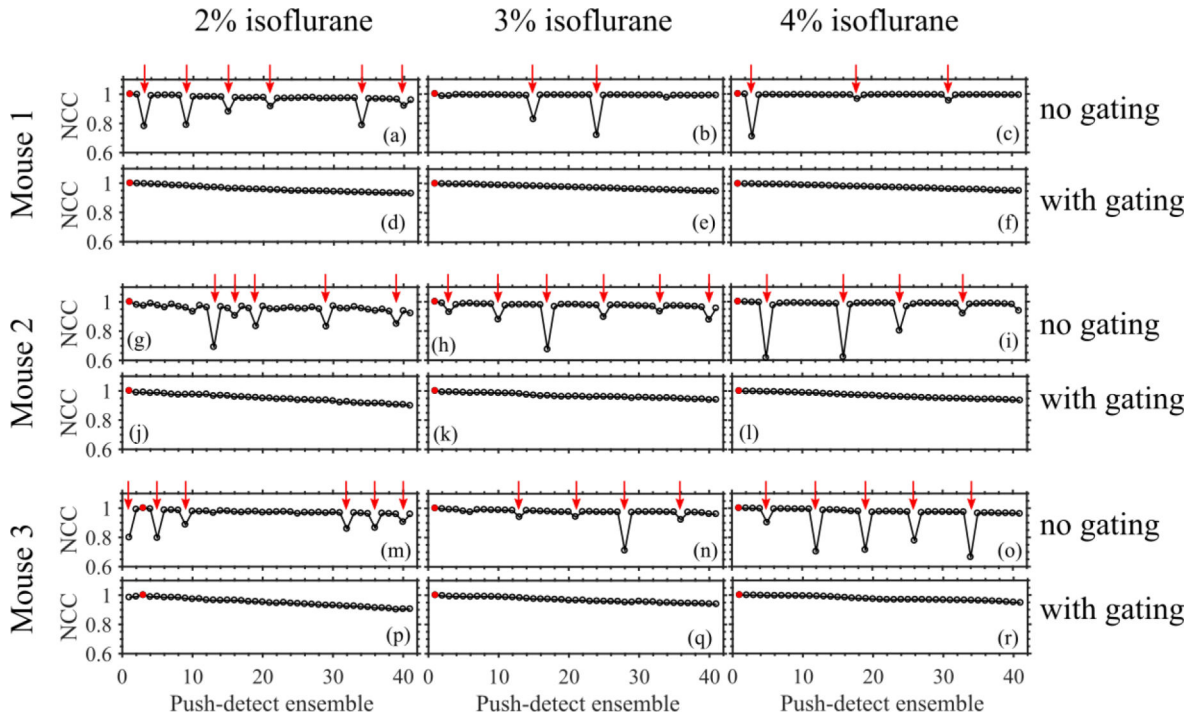 2% isoflurane 3% isoflurane 4% isoflurane
Mouse 1
NCC
1
0.8
0.6
(a)
(b)
(c)
no gating
NCC
1
0.8
0.6
(d)
(e)
(f)
with gating
Mouse 2
NCC
1
0.8
0.6
(g)
(h)
(i)
no gating
NCC
1
0.8
0.6
(j)
(k)
(l)
with gating
Mouse 3
NCC
1
0.8
0.6
(m)
(n)
(o)
no gating
NCC
1
0.8
0.6
(p)
(q)
(r)
with gating
0 10 20 30 40 0 10 20 30 40 0 10 20 30 40
Push-detect ensemble Push-detect ensemble Push-detect ensemble